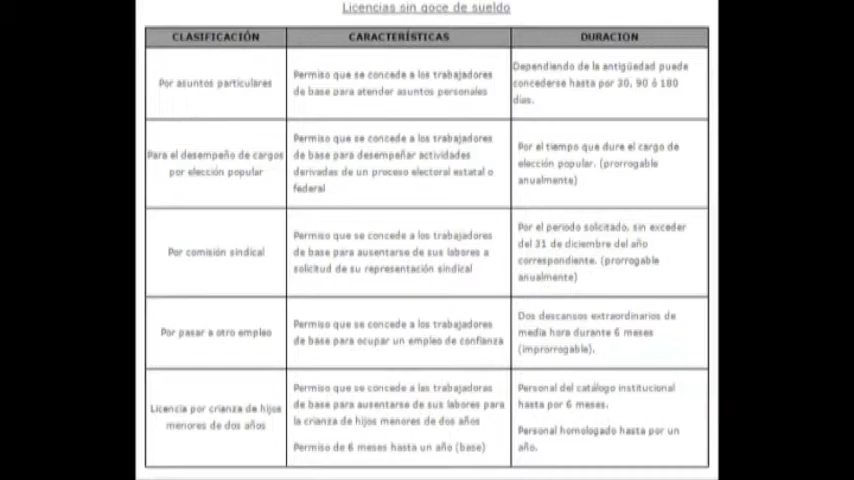 Licencias sin goce de sueldo
CLASIFICACIÓN
CARACTERÍSTICAS
DURACION
Por asuntos particulares
Permiso que se concede a los trabajadores
de base para atender asuntos personales
Dependiendo de la antigüedad puede
concederse hasta por 30, 90 ó 180
días.
Para el desempeño de cargos
por elección popular
Permiso que se concede a los trabajadores
de base para desempeñar actividades
derivadas de un proceso electoral estatal o
federal
Por el tiempo que dure el cargo de
elección popular. (prorrogable
anualmente)
Por comisión sindical
Permiso que se concede a los trabajadores
de base para ausentarse de sus labores a
solicitud de su representación sindical
Por el periodo solicitado, sin exceder
del 31 de diciembre del año
correspondiente. (prorrogable
anualmente)
Por pasar a otro empleo
Permiso que se concede a los trabajadores
de base para ocupar un empleo de confianza
Dos descansos extraordinarios de
media hora durante 6 meses
(improrrogable).
Licencia por crianza de hijos
menores de dos años
Permiso que se concede a las trabajadoras
de base para ausentarse de sus labores para
la crianza de hijos menores de dos años
Permiso de 6 meses hasta un año (base)
Personal del catálogo institucional
hasta por 6 meses.
Personal homologado hasta por un
año.